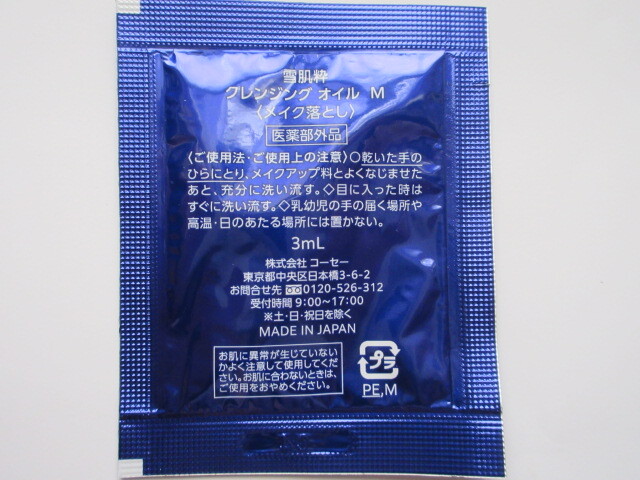 雪肌粋
クレンジング オイル M
〈メイク落とし〉
医薬部外品
〈ご使用法・ご使用上の注意〉○乾いた手の
ひらにとり、メイクアップ料とよくなじませた
あと、充分に洗い流す。◇目に入った時は
すぐに洗い流す。◇乳幼児の手の届く場所や
高温・日のあたる場所には置かない。
3mL
株式会社 コーセー
東京都中央区日本橋3-6-2
お問合せ先 0120-526-312
受付時間 9:00~17:00
※土・日・祝日を除く
MADE IN JAPAN
お肌に異常が生じていない
かよく注意して使用してくだ
さい。お肌に合わないときは、
ご使用をおやめください。
プラ
PE,M